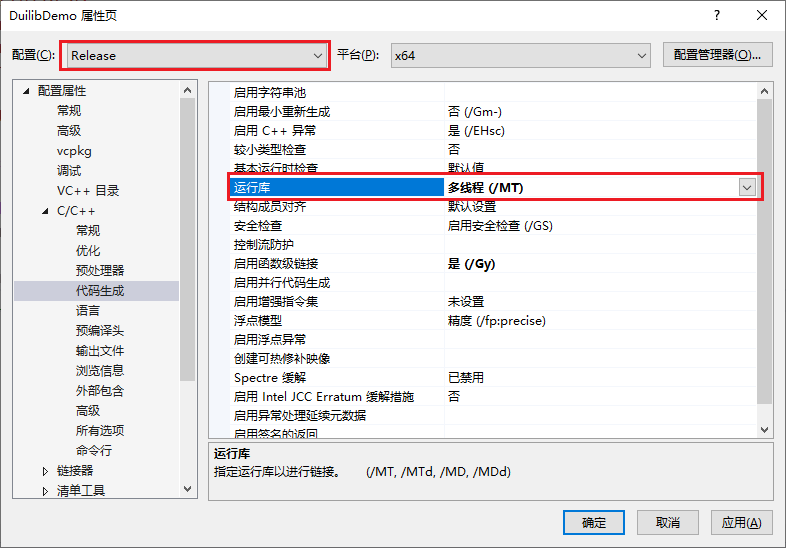 DuilibDemo 属性页
配置(C): Release 平台(P): x64 配置管理器(O)...
配置属性
常规
高级
vcpkg
调试
VC++ 目录
C/C++
常规
优化
预处理器
代码生成
语言
预编译头
输出文件
浏览信息
外部包含
高级
所有选项
命令行
链接器
清单工具
启用字符串池
启用最小重新生成 否 (/Gm-)
启用 C++ 异常 是 (/EHsc)
较小类型检查 否
基本运行时检查 默认值
运行库 多线程 (/MT)
结构成员对齐 默认设置
安全检查 启用安全检查 (/GS)
控制流防护
启用函数级链接 是 (/Gy)
启用并行代码生成
启用增强指令集 未设置
浮点模型 精度 (/fp:precise)
启用浮点异常
创建可热修补映像
Spectre 缓解 已禁用
启用 Intel JCC Erratum 缓解措施 否
启用异常处理延续元数据
启用签名的返回
运行库
指定运行库以进行链接。 (/MT, /MTd, /MD, /MDd)
确定 取消 应用(A)